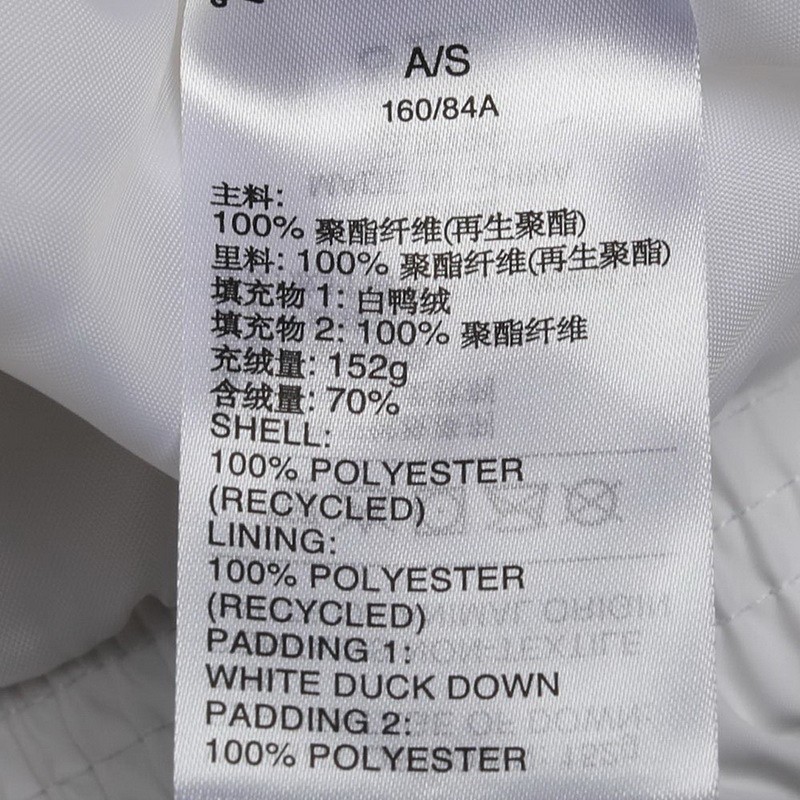 A/S
160/84A
主料:
100% 聚酯纤维(再生聚酯)
里料: 100% 聚酯纤维(再生聚酯)
填充物 1: 白鸭绒
填充物 2: 100% 聚酯纤维
充绒量: 152g
含绒量: 70%
SHELL:
100% POLYESTER
(RECYCLED)
LINING:
100% POLYESTER
(RECYCLED)
PADDING 1:
WHITE DUCK DOWN
PADDING 2:
100% POLYESTER